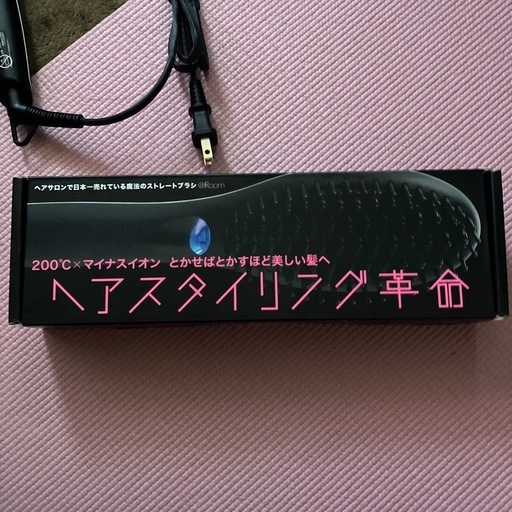 ヘアサロンで日本一売れている魔法のストレートブラシ @Room
200℃×マイナスイオン とかせばとかすほど美しい髪へ
ヘアスタイリング革命